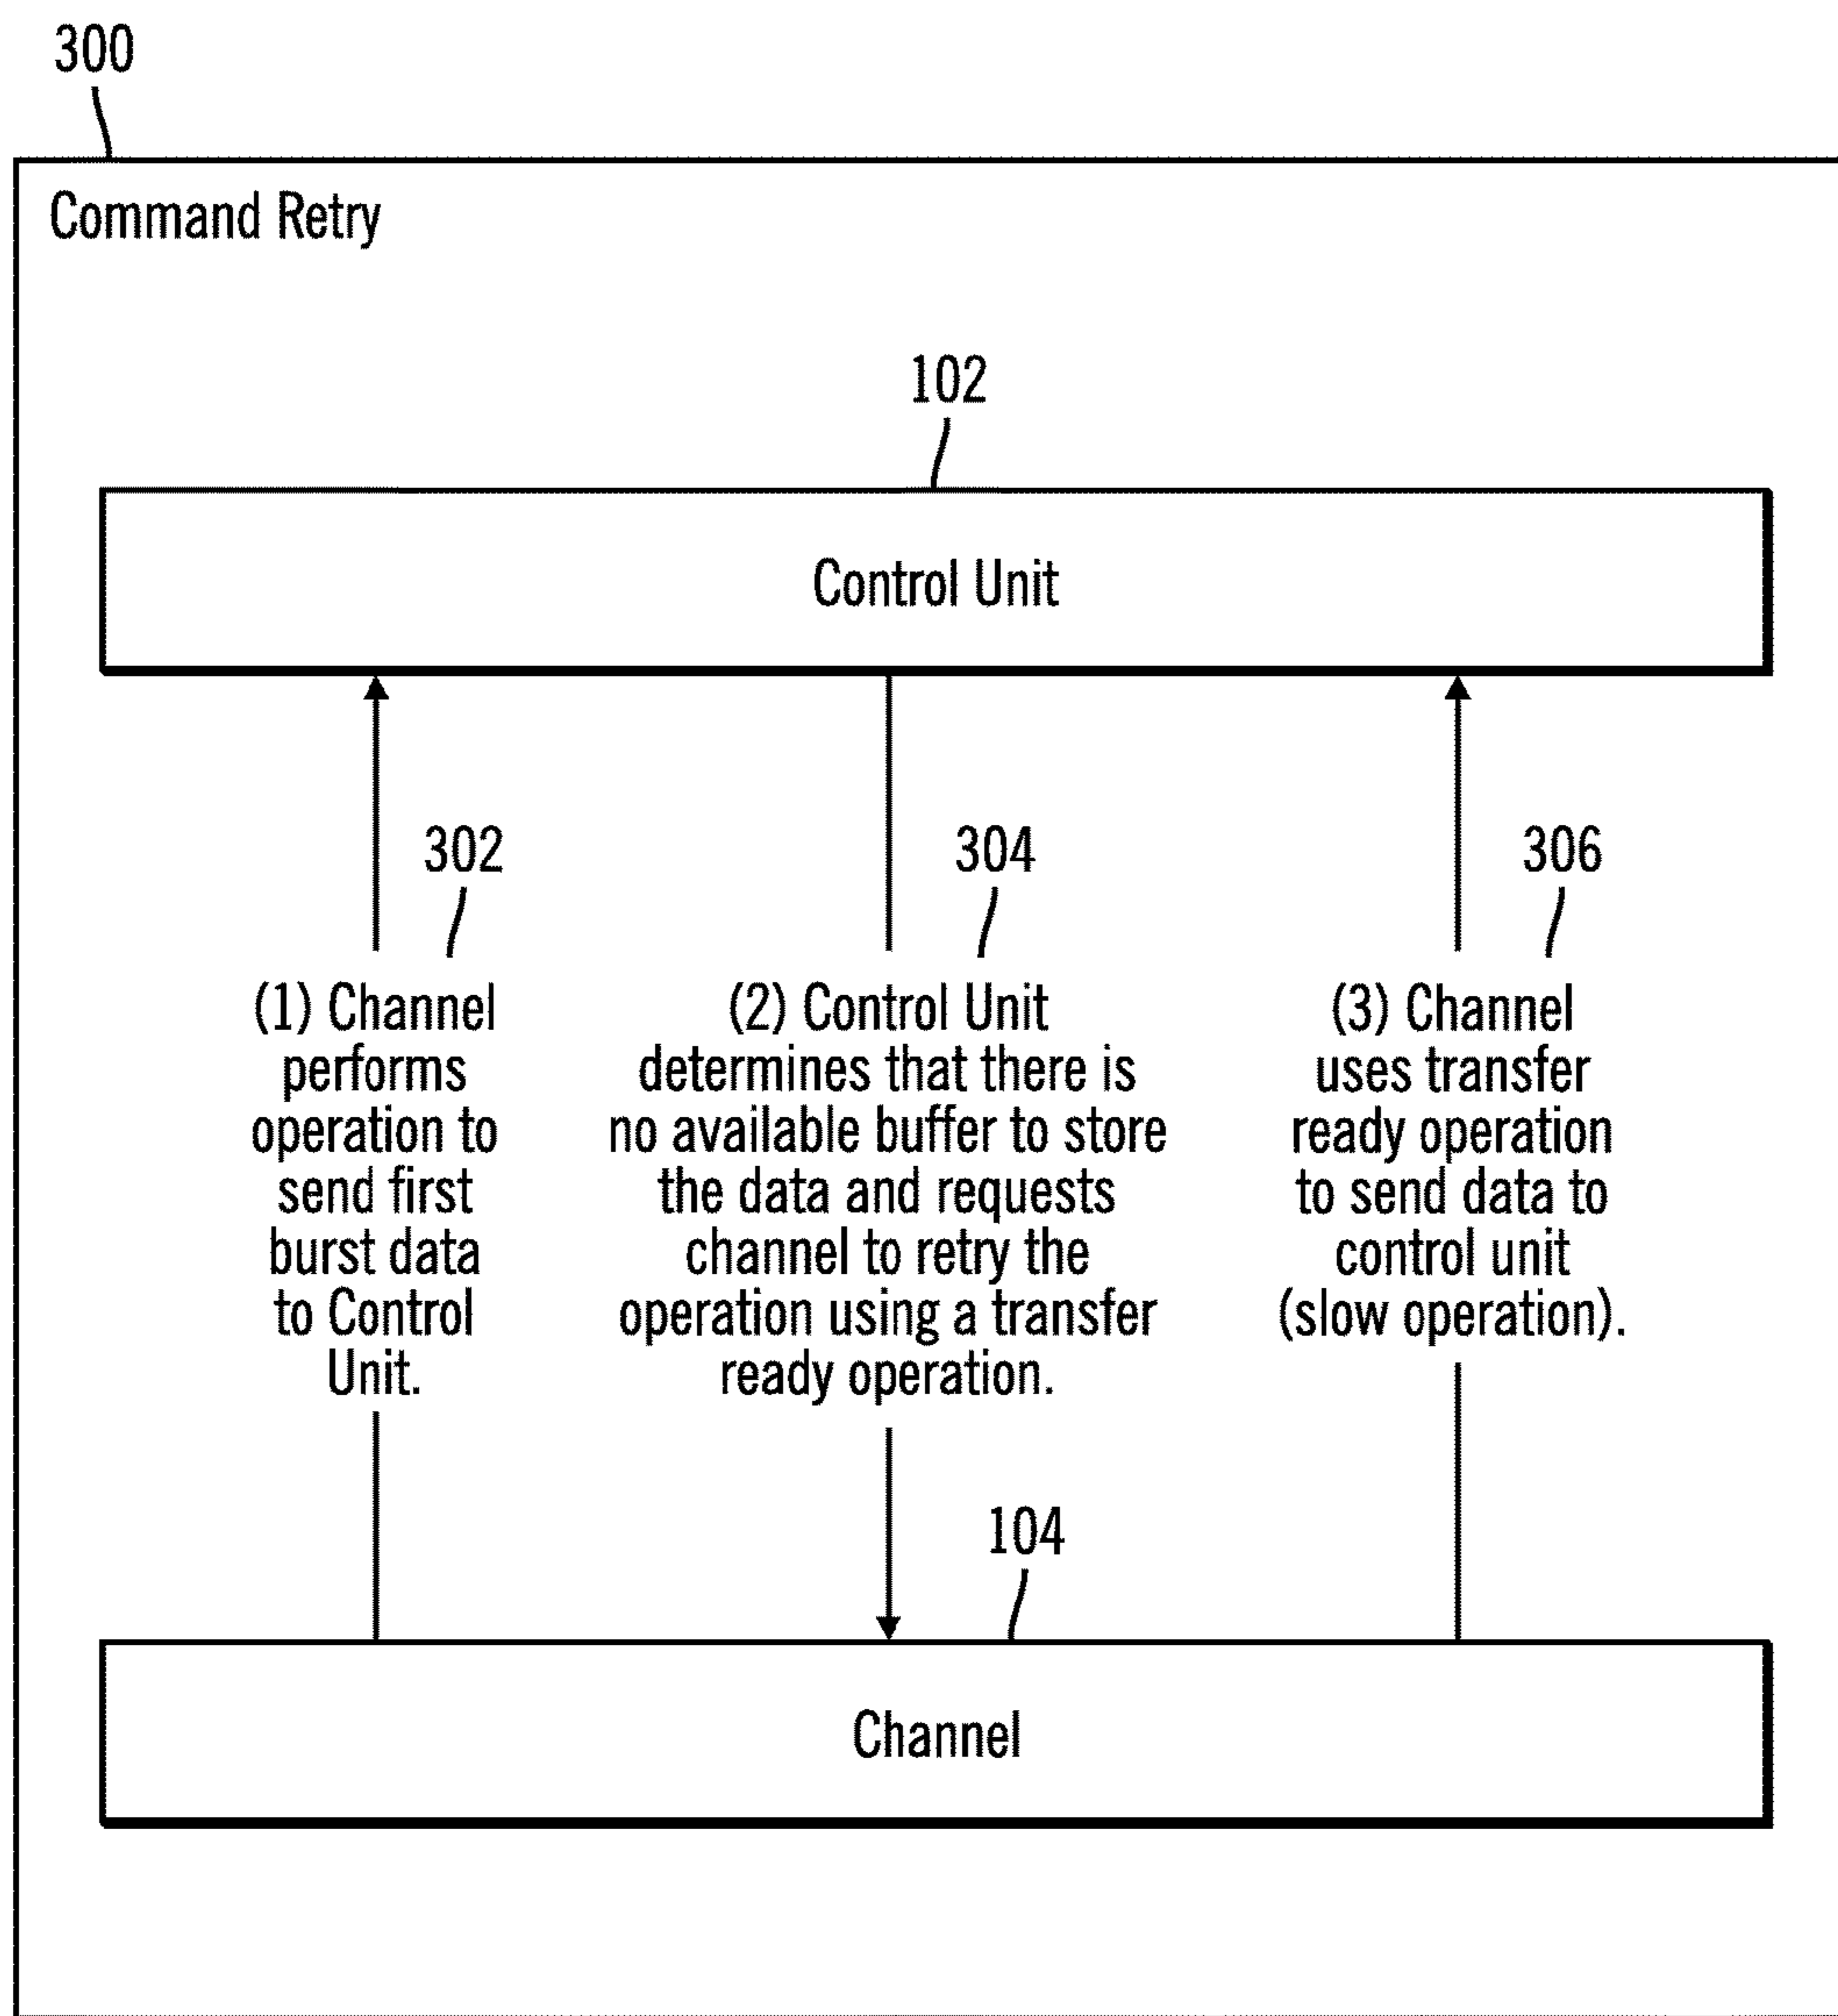 300
Command Retry
102
Control Unit
302
304
306
(1) Channel
performs
operation to
send first
burst data
to Control
Unit.
(2) Control Unit
determines that there is
no available buffer to store
the data and requests
channel to retry the
operation using a transfer
ready operation.
(3) Channel
uses transfer
ready operation
to send data to
control unit
(slow operation).
104
Channel